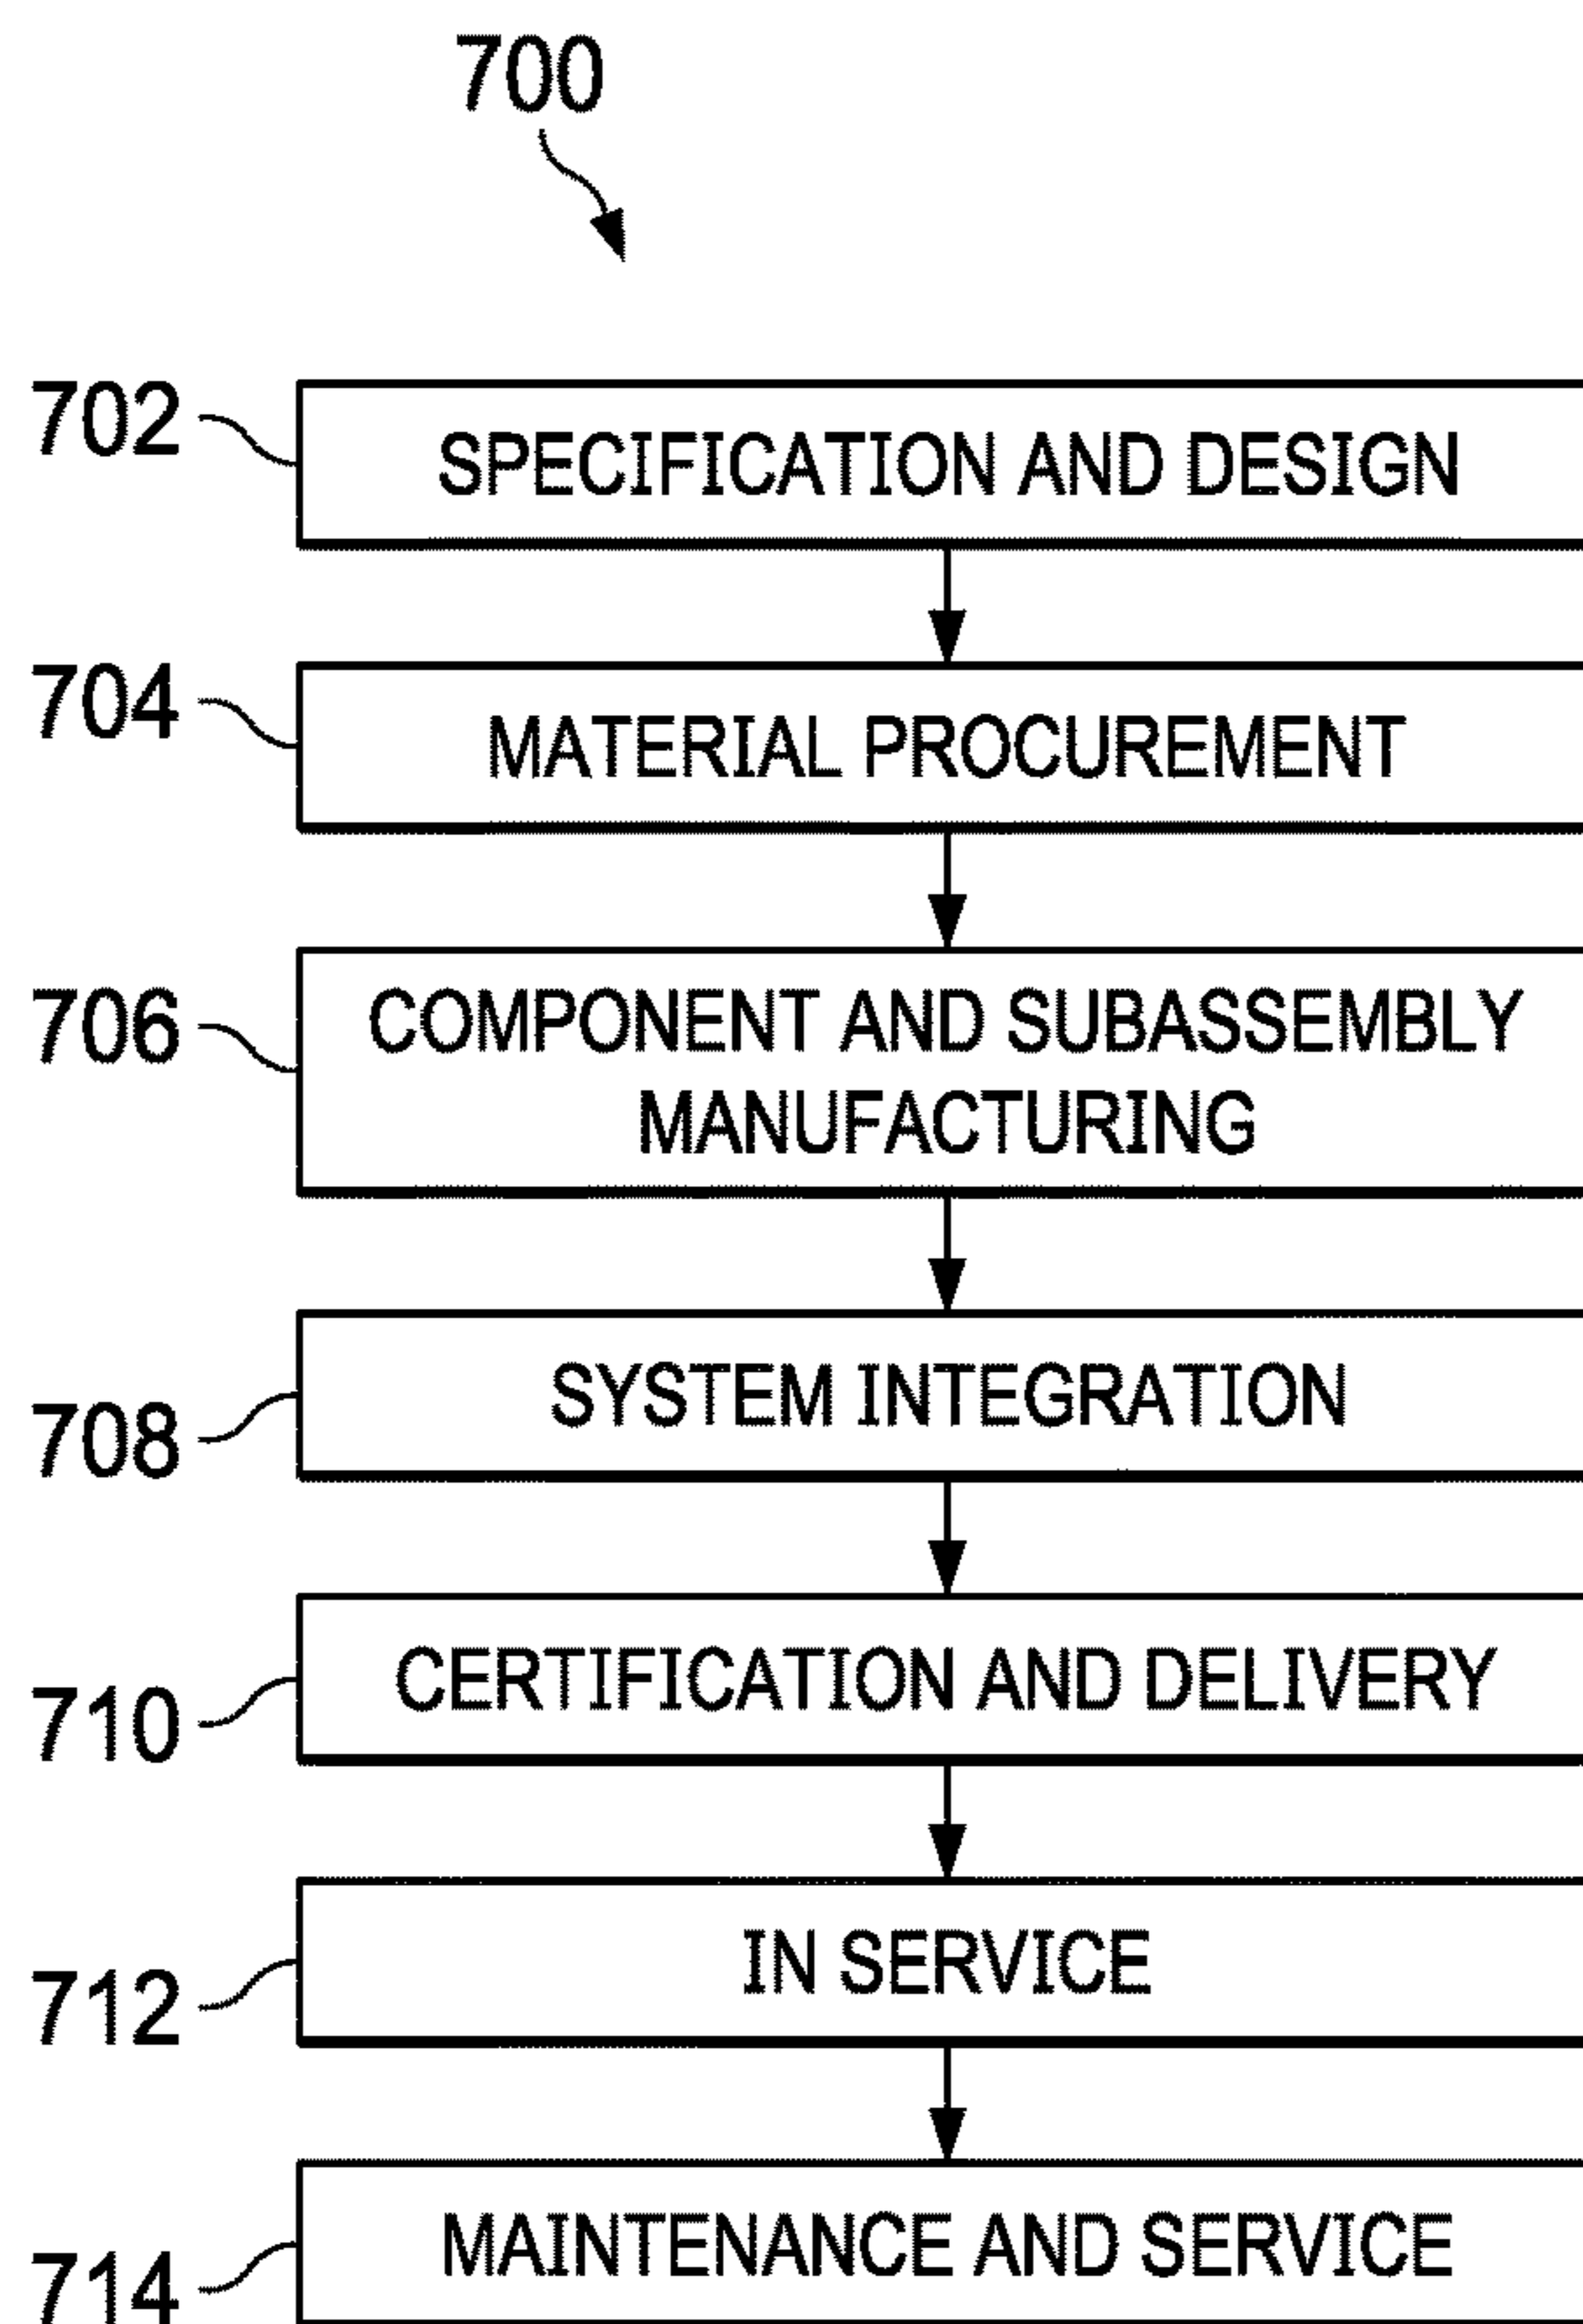 700
702
SPECIFICATION AND DESIGN
704
MATERIAL PROCUREMENT
706
COMPONENT AND SUBASSEMBLY
MANUFACTURING
708
SYSTEM INTEGRATION
710
CERTIFICATION AND DELIVERY
712
IN SERVICE
714
MAINTENANCE AND SERVICE